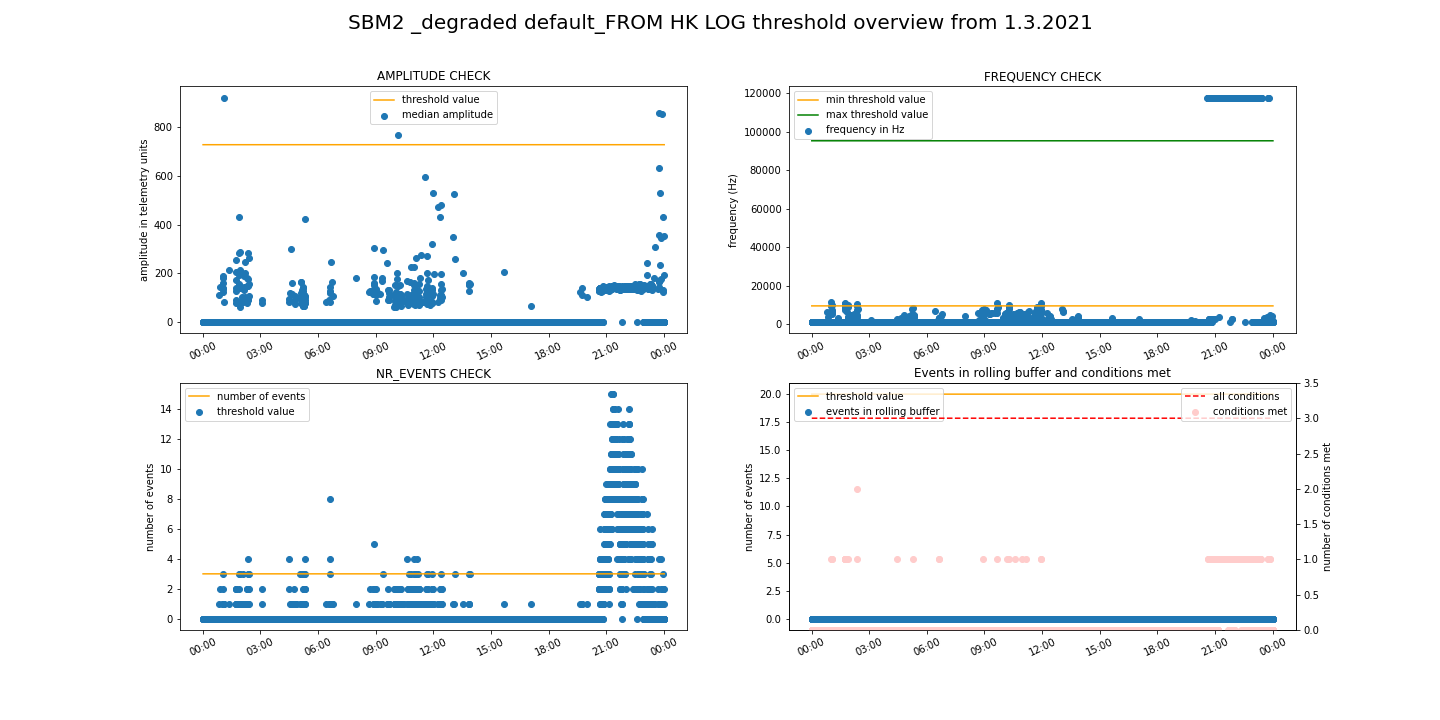 SBM2 _degraded default_FROM HK LOG threshold overview from 1.3.2021
AMPLITUDE CHECK
threshold value
median amplitude
amplitude in telemetry units
800
600
400
200
0
00:00 03:00 06:00 09:00 12:00 15:00 18:00 21:00 00:00
FREQUENCY CHECK
min threshold value
max threshold value
frequency in Hz
frequency (Hz)
120000
100000
80000
60000
40000
20000
0
00:00 03:00 06:00 09:00 12:00 15:00 18:00 21:00 00:00
NR_EVENTS CHECK
number of events
threshold value
number of events
14
12
10
8
6
4
2
0
00:00 03:00 06:00 09:00 12:00 15:00 18:00 21:00 00:00
Events in rolling buffer and conditions met
threshold value
events in rolling buffer
all conditions
conditions met
number of events
20.0
17.5
15.0
12.5
10.0
7.5
5.0
2.5
0.0
00:00 03:00 06:00 09:00 12:00 15:00 18:00 21:00 00:00
3.5
3.0
2.5
2.0
1.5
1.0
0.5
0.0
number of conditions met